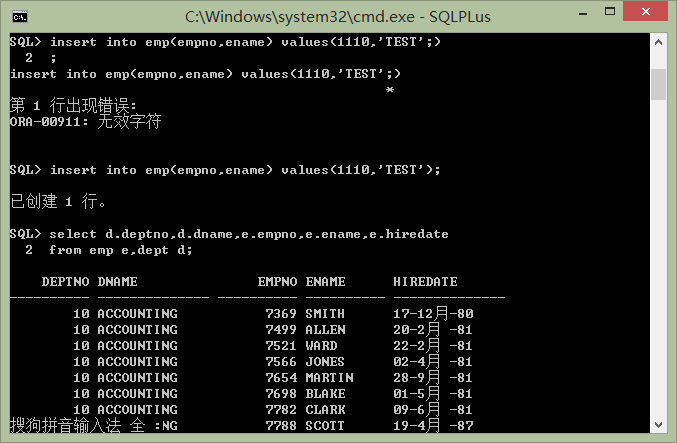 C:\Windows\system32\cmd.exe - SQLPLus
SQL> insert into emp(empno,ename) values(1110,'TEST';)
2 ;
insert into emp(empno,ename) values(1110,'TEST';)
*
第 1 行出现错误:
ORA-00911: 无效字符
SQL> insert into emp(empno,ename) values(1110,'TEST');
已创建 1 行。
SQL> select d.deptno,d.dname,e.empno,e.ename,e.hiredate
2 from emp e,dept d;
DEPTNO DNAME EMPNO ENAME HIREDATE
---------- -------------- ---------- ---------- --------------
10 ACCOUNTING 7369 SMITH 17-12月-80
10 ACCOUNTING 7499 ALLEN 20-2月 -81
10 ACCOUNTING 7521 WARD 22-2月 -81
10 ACCOUNTING 7566 JONES 02-4月 -81
10 ACCOUNTING 7654 MARTIN 28-9月 -81
10 ACCOUNTING 7698 BLAKE 01-5月 -81
10 ACCOUNTING 7782 CLARK 09-6月 -81
搜狗拼音输入法 全 :NG 7788 SCOTT 19-4月 -87